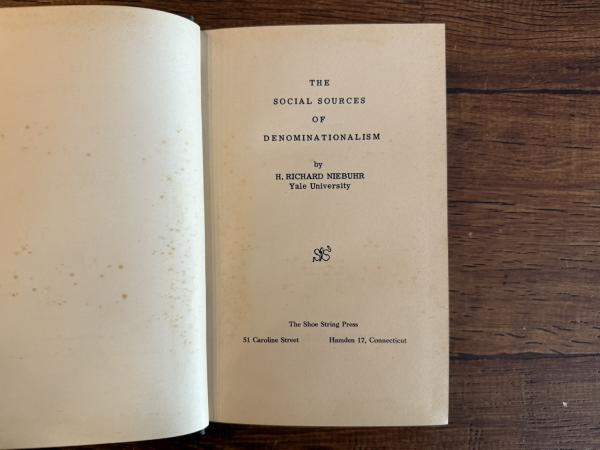 THE
SOCIAL SOURCES
OF
DENOMINATIONALISM
by
H. RICHARD NIEBUHR
Yale University
The Shoe String Press
51 Caroline Street Hamden 17, Connecticut